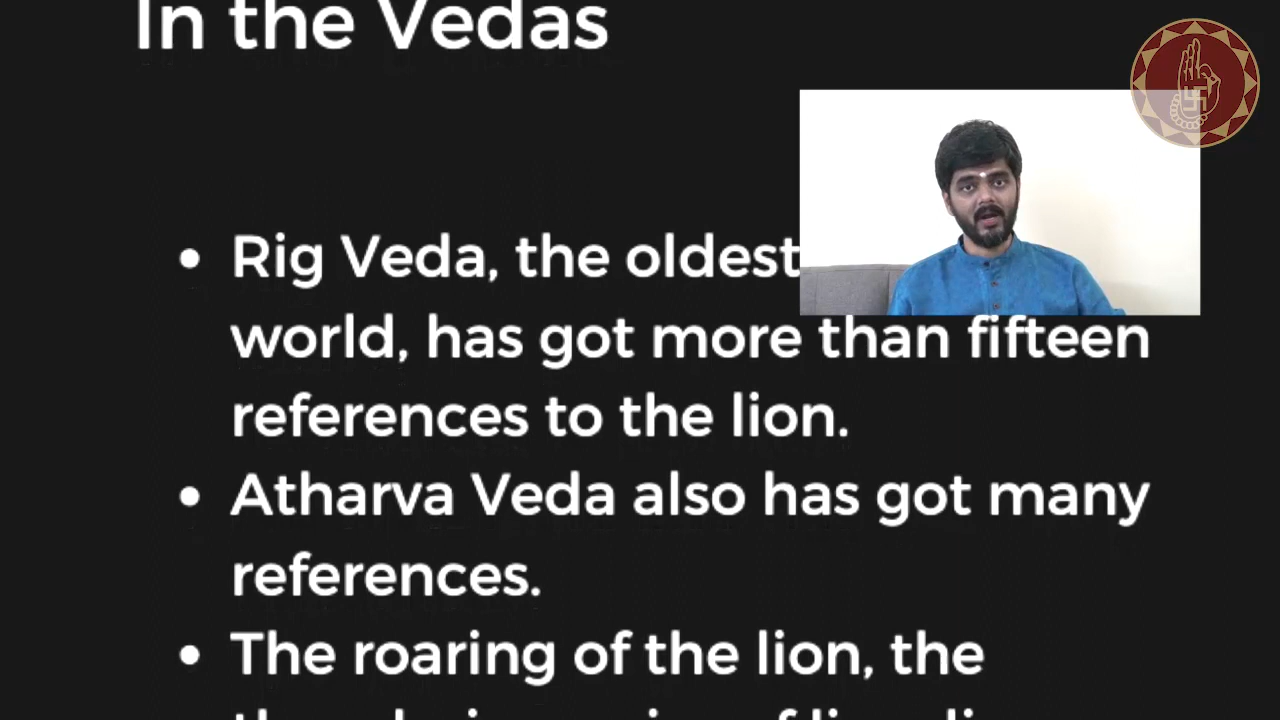 In the Vedas
Rig Veda, the oldest
world, has got more than fifteen
references to the lion.
Atharva Veda also has got many
references.
The roaring of the lion, the